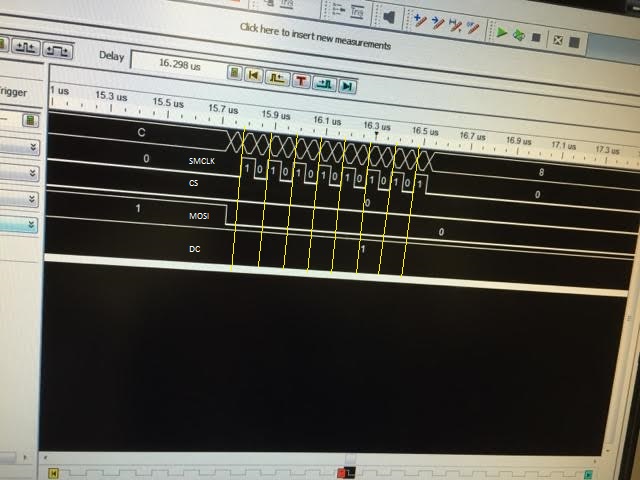 Trig
Click here to insert new measurements
Delay 16.298 us
Trigger
1 us 15.3 us 15.5 us 15.7 us 15.9 us 16.1 us 16.3 us 16.5 us 16.7 us 16.9 us 17.1 us 17.3 us
C 8
0 SMCLK 1 0 1 0 1 0 1 0 1 0 1 0 1 0 1 0
CS 0
1 MOSI 0
DC 1